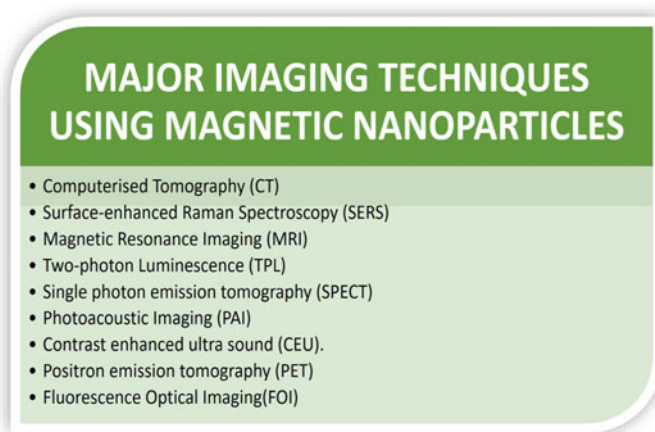 MAJOR IMAGING TECHNIQUES
USING MAGNETIC NANOPARTICLES
• Computerised Tomography (CT)
• Surface-enhanced Raman Spectroscopy (SERS)
• Magnetic Resonance Imaging (MRI)
• Two-photon Luminescence (TPL)
• Single photon emission tomography (SPECT)
• Photoacoustic Imaging (PAI)
• Contrast enhanced ultra sound (CEU).
• Positron emission tomography (PET)
• Fluorescence Optical Imaging(FOI)